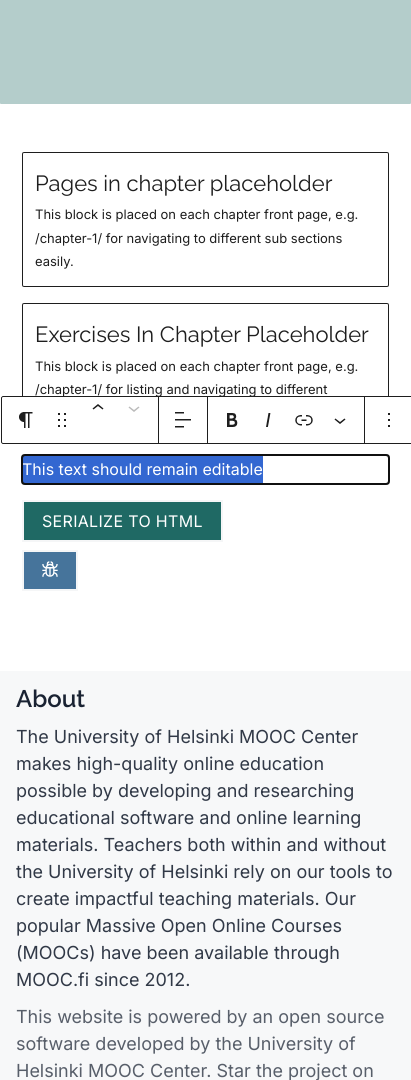 Pages in chapter placeholder
This block is placed on each chapter front page, e.g.
/chapter-1/ for navigating to different sub sections
easily.
Exercises In Chapter Placeholder
This block is placed on each chapter front page, e.g.
/chapter-1/ for listing and navigating to different
B I
This text should remain editable
SERIALIZE TO HTML
About
The University of Helsinki MOOC Center
makes high-quality online education
possible by developing and researching
educational software and online learning
materials. Teachers both within and without
the University of Helsinki rely on our tools to
create impactful teaching materials. Our
popular Massive Open Online Courses
(MOOCs) have been available through
MOOC.fi since 2012.
This website is powered by an open source
software developed by the University of
Helsinki MOOC Center. Star the project on